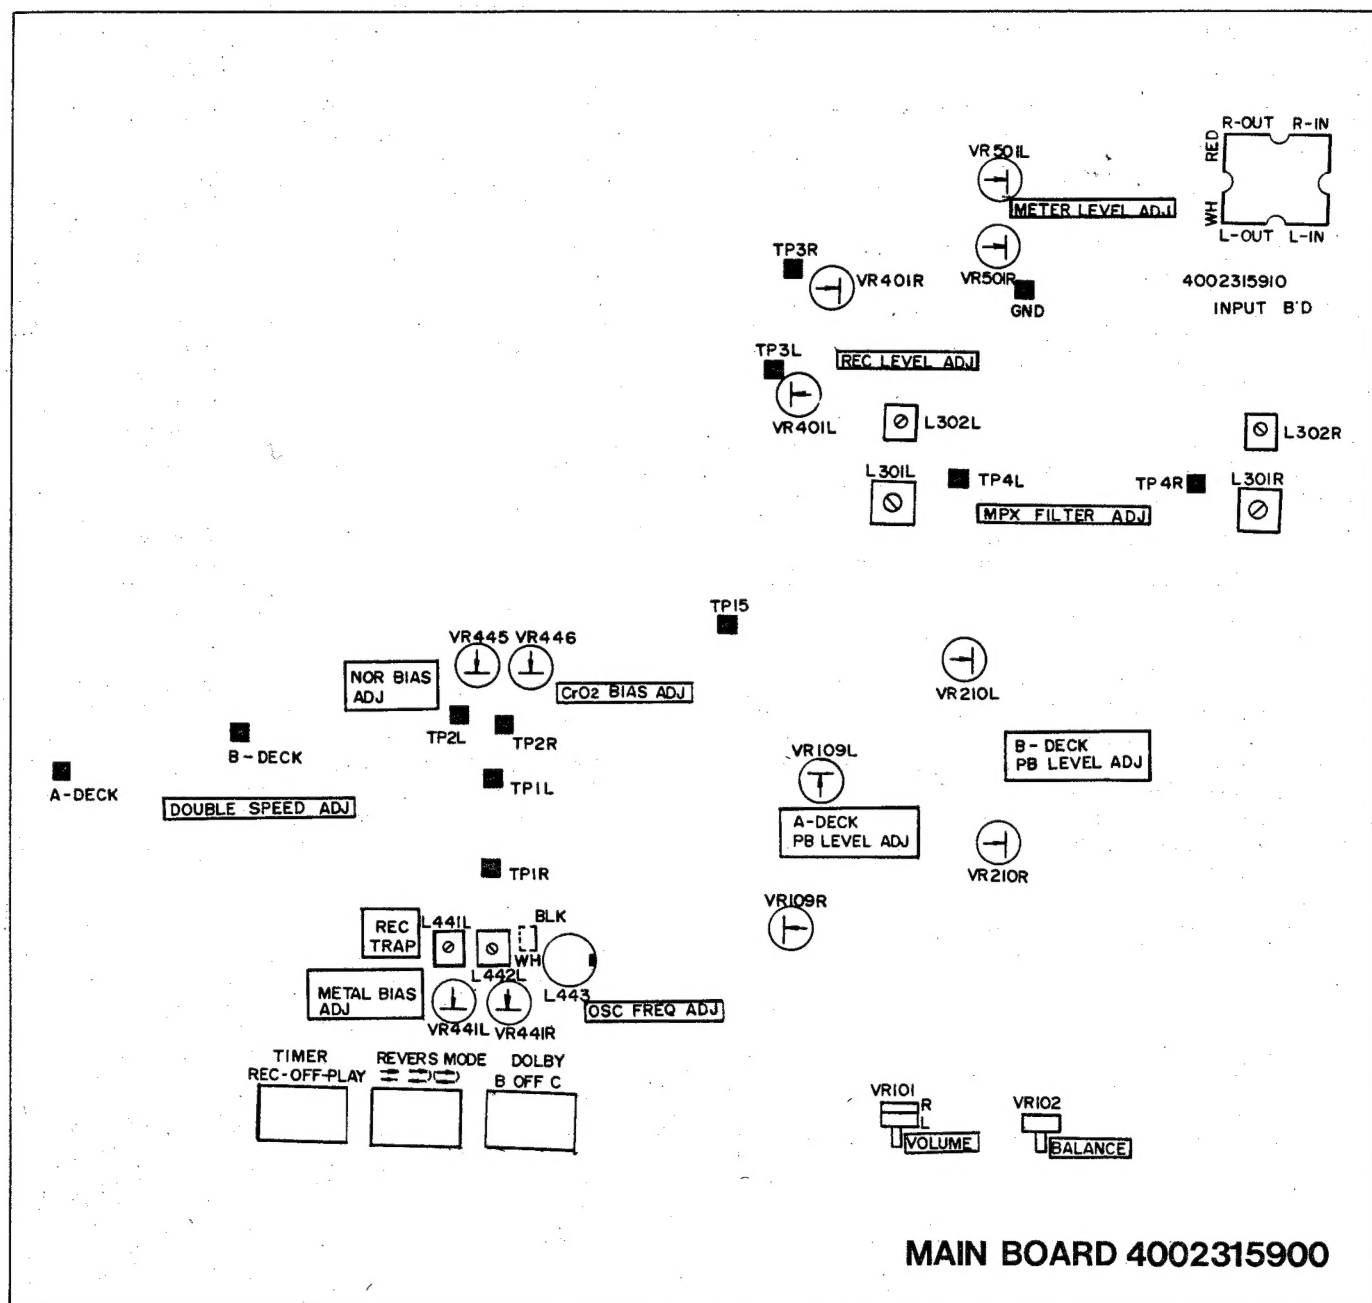 R-OUT R-IN
RED
WH
L-OUT L-IN
4002315910
INPUT B'D
VR501L
METER LEVEL ADJ
VR501R
GND
TP3R
VR401R
TP3L
REC LEVEL ADJ
VR401L
L302L
L302R
L301L
TP4L
TP4R
L301R
MPX FILTER ADJ
TP15
VR445 VR446
NOR BIAS
ADJ
CrO2 BIAS ADJ
VR210L
TP2L
TP2R
B-DECK
A-DECK
DOUBLE SPEED ADJ
TP1L
VR109L
B-DECK
PB LEVEL ADJ
A-DECK
PB LEVEL ADJ
VR210R
TP1R
VR109R
REC
TRAP
L441L
BLK
WH
L442L
L443
METAL BIAS
ADJ
VR441L
VR441R
OSC FREQ ADJ
TIMER
REC-OFF-PLAY
REVERS MODE
DOLBY
B OFF C
VR101
R
L
VOLUME
VR102
BALANCE
MAIN BOARD 4002315900